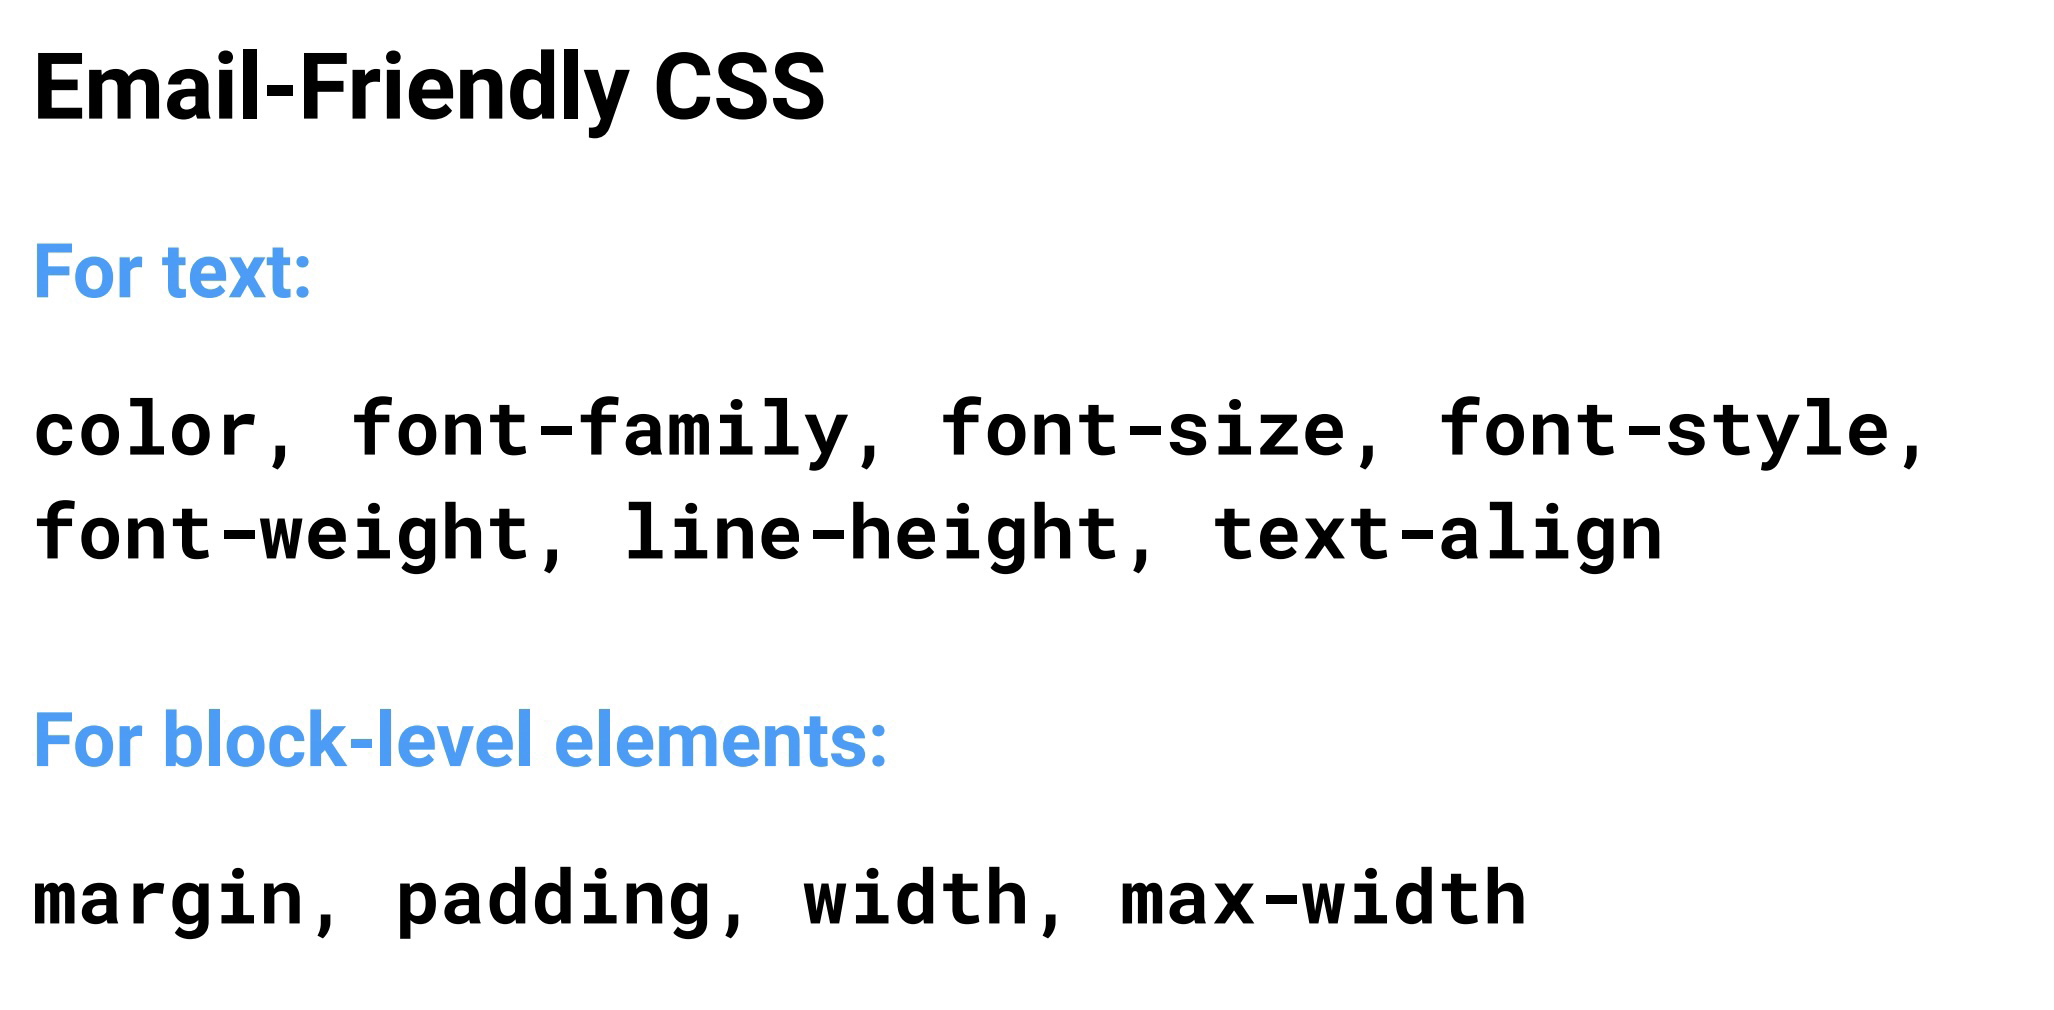 Email-Friendly CSS
For text:
color, font-family, font-size, font-style,
font-weight, line-height, text-align
For block-level elements:
margin, padding, width, max-width